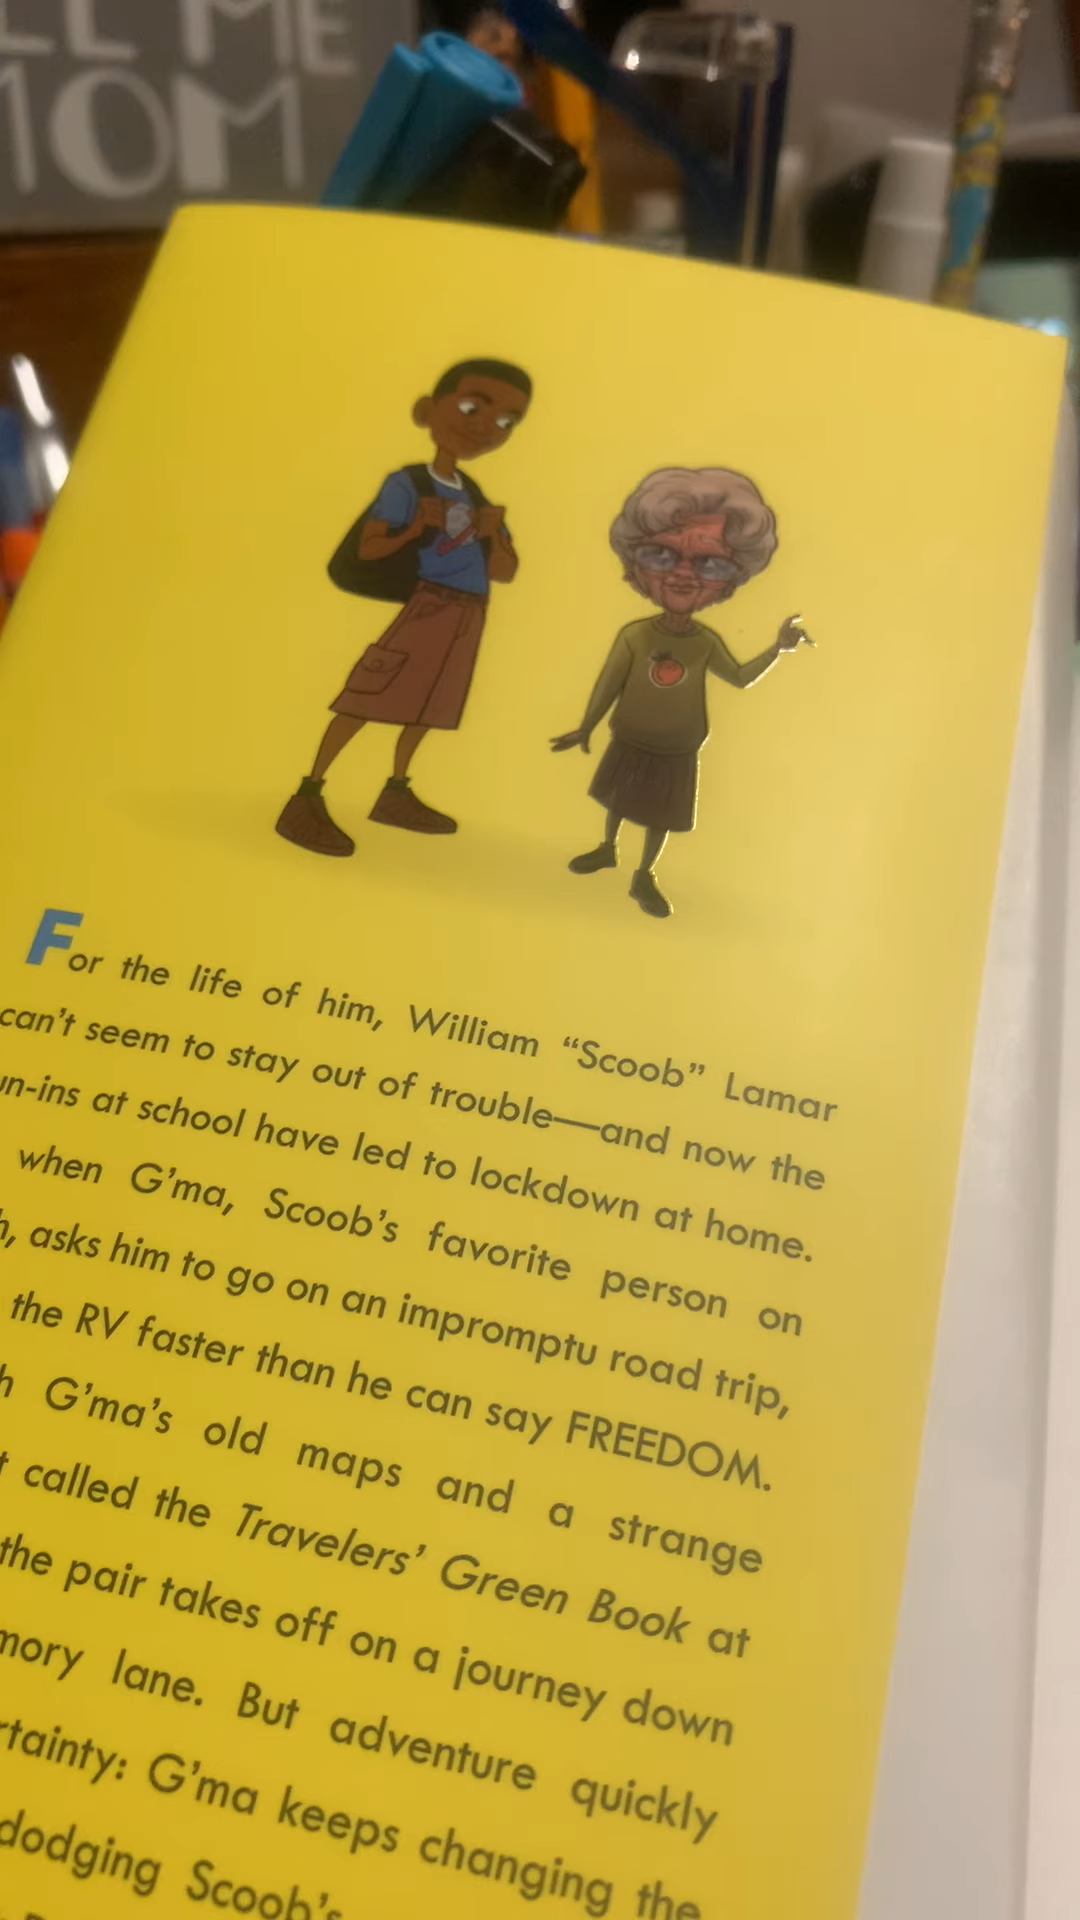 ME
MOM
For the life of him, William “Scoob” Lamar
can’t seem to stay out of trouble—and now the
at school have led to lockdown at home.
when G’ma, Scoob’s favorite person on
asks him to go on an impromptu road trip,
the RV faster than he can say FREEDOM.
G’ma’s old maps and a strange
called the Travelers’ Green Book at
the pair takes off on a journey down
lane. But adventure quickly
G’ma keeps changing the
dodging Scoob’s